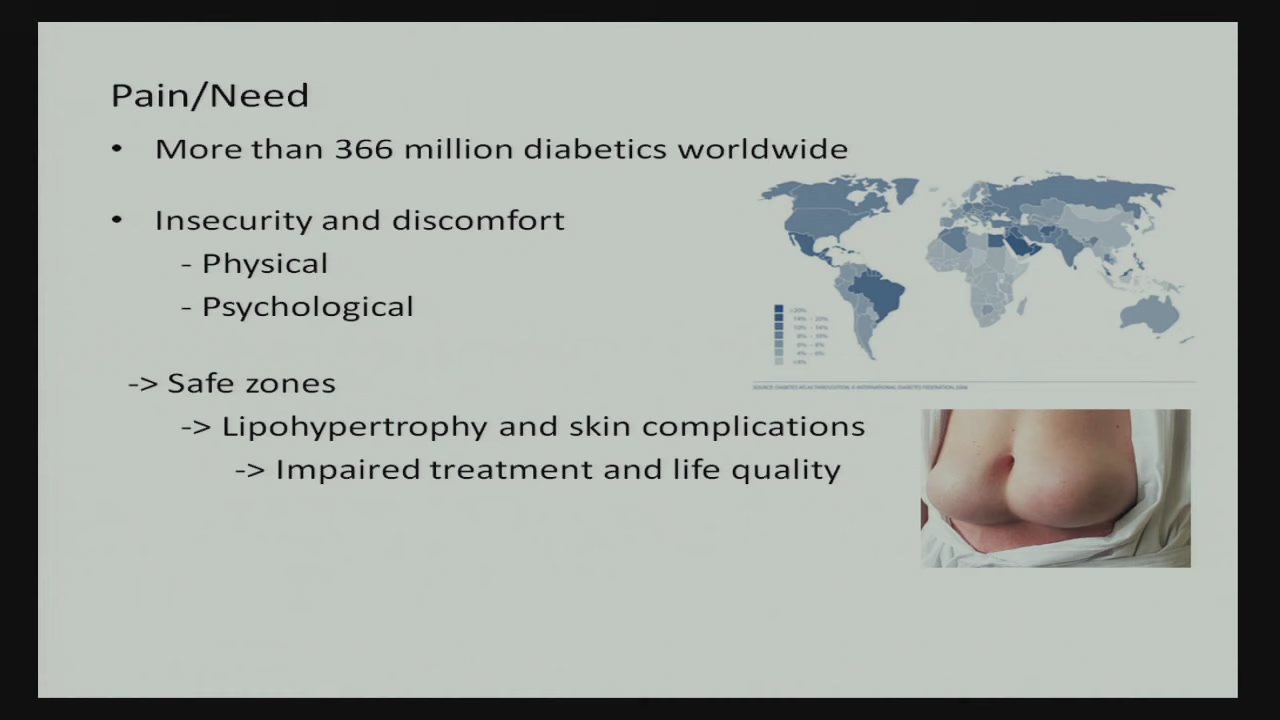 Pain/Need
• More than 366 million diabetics worldwide
• Insecurity and discomfort
- Physical
- Psychological
-> Safe zones
-> Lipohypertrophy and skin complications
-> Impaired treatment and life quality